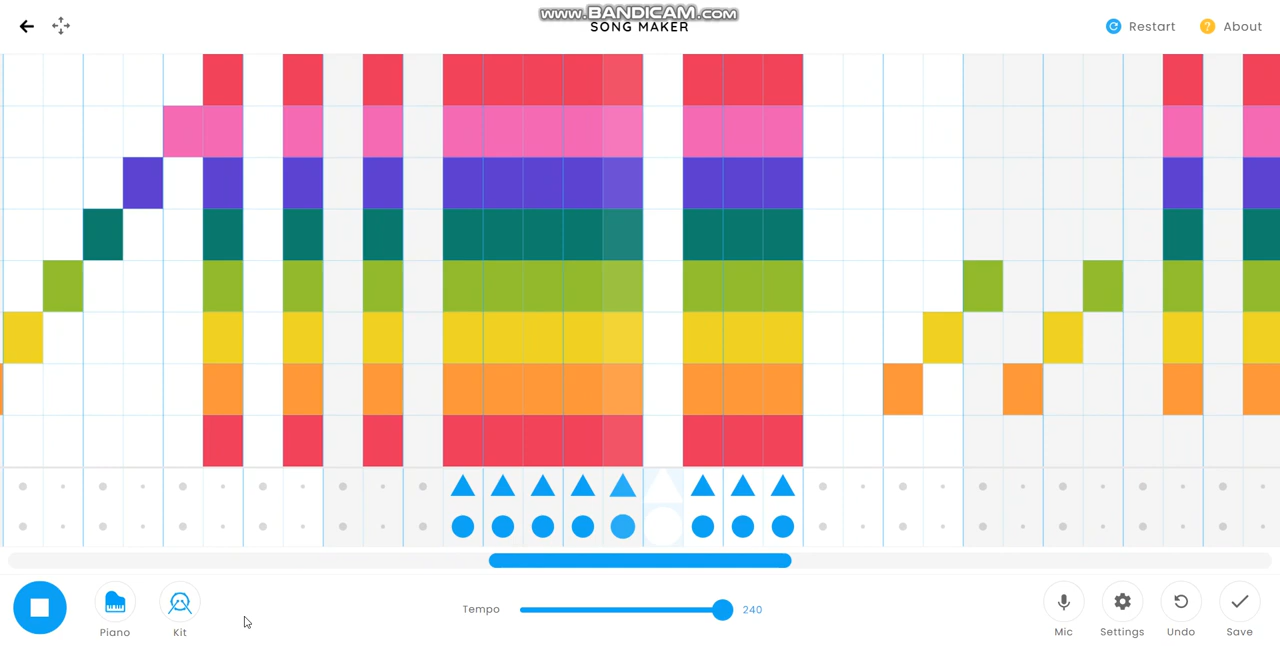 www.BANDICAM.com
SONG MAKER
Restart
About
Tempo
240
Piano
Kit
Mic
Settings
Undo
Save